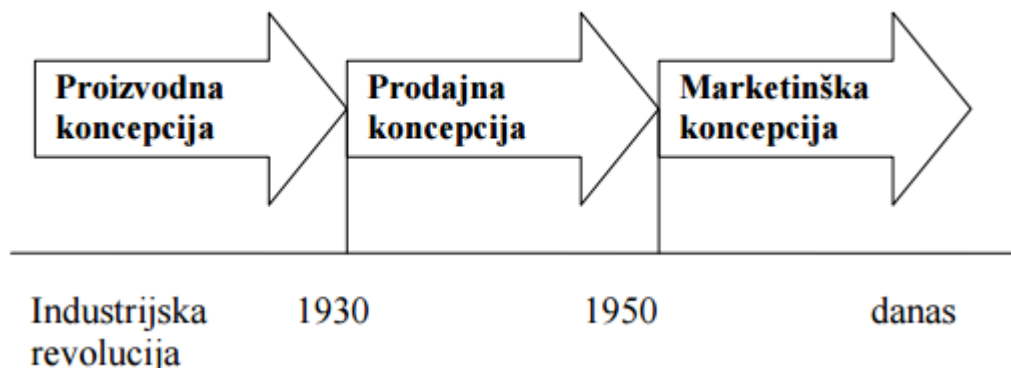 Proizvodna
koncepcija
Prodajna
koncepcija
Marketinška
koncepcija
Industrijska
revolucija
1930
1950
danas